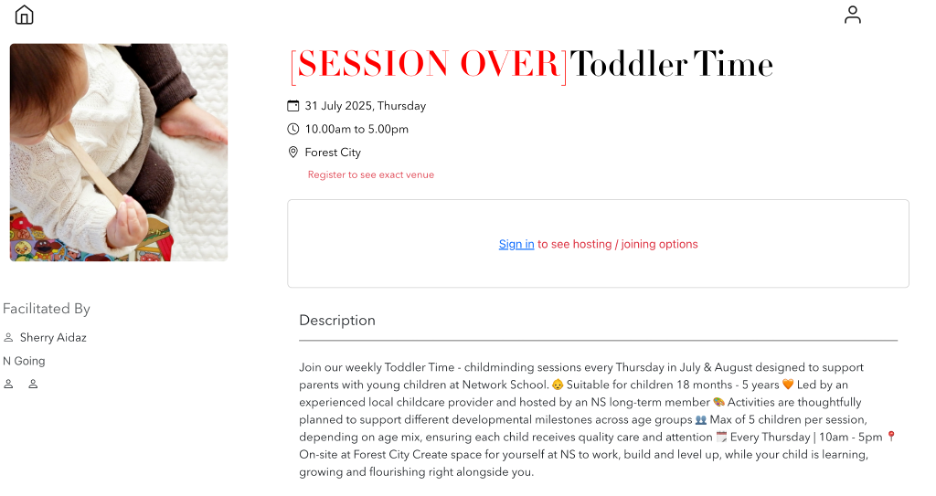 [SESSION OVER]Toddler Time
31 July 2025, Thursday
10.00am to 5.00pm
Forest City
Register to see exact venue
Sign in to see hosting / joining options
Facilitated By
Sherry Aidaz
N Going
Description
Join our weekly Toddler Time - childminding sessions every Thursday in July & August designed to support
parents with young children at Network School. 👶 Suitable for children 18 months - 5 years 🧡 Led by an
experienced local childcare provider and hosted by an NS long-term member 🎨 Activities are thoughtfully
planned to support different developmental milestones across age groups 👥 Max of 5 children per session,
depending on age mix, ensuring each child receives quality care and attention 🗓️ Every Thursday | 10am - 5pm 📍
On-site at Forest City Create space for yourself at NS to work, build and level up, while your child is learning,
growing and flourishing right alongside you.